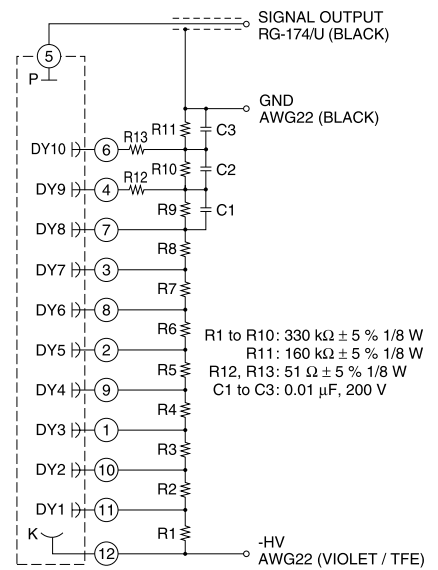 SIGNAL OUTPUT
RG-174/U (BLACK)
5
P
GND
AWG22 (BLACK)
R11
C3
R13
DY10
6
R10
C2
R12
DY9
4
R9
C1
DY8
7
R8
DY7
3
R7
DY6
8
R6
R1 to R10: 330 kΩ ± 5 % 1/8 W
R11: 160 kΩ ± 5 % 1/8 W
R12, R13: 51 Ω ± 5 % 1/8 W
C1 to C3: 0.01 µF, 200 V
DY5
2
R5
DY4
9
R4
DY3
1
R3
DY2
10
R2
DY1
11
R1
K
12
-HV
AWG22 (VIOLET / TFE)